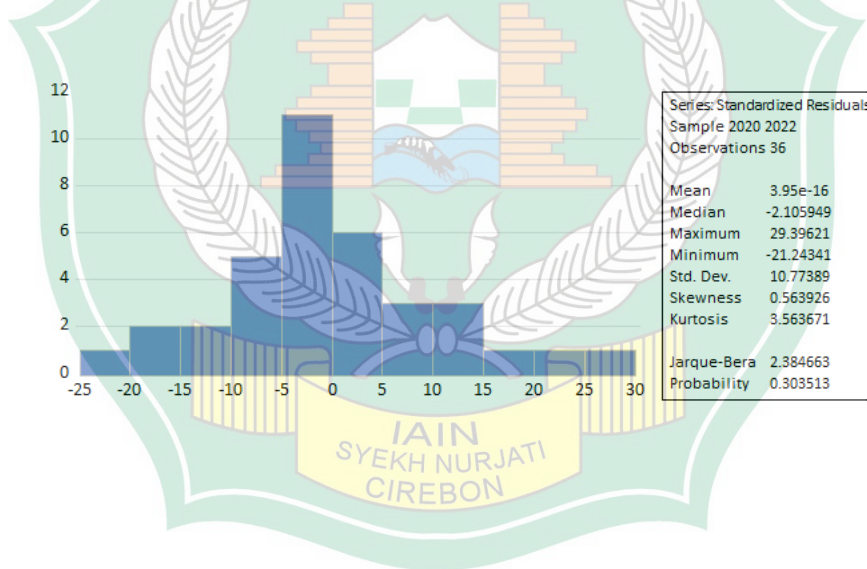 12
10
8
6
4
2
0
-25 -20 -15 -10 -5 0 5 10 15 20 25 30
Series: Standardized Residuals
Sample 2020 2022
Observations 36
Mean 3.95e-16
Median -2.105949
Maximum 29.39621
Minimum -21.24341
Std. Dev. 10.77389
Skewness 0.563926
Kurtosis 3.563671
Jarque-Bera 2.384663
Probability 0.303513
IAIN
SYEKH NURJATI
CIREBON